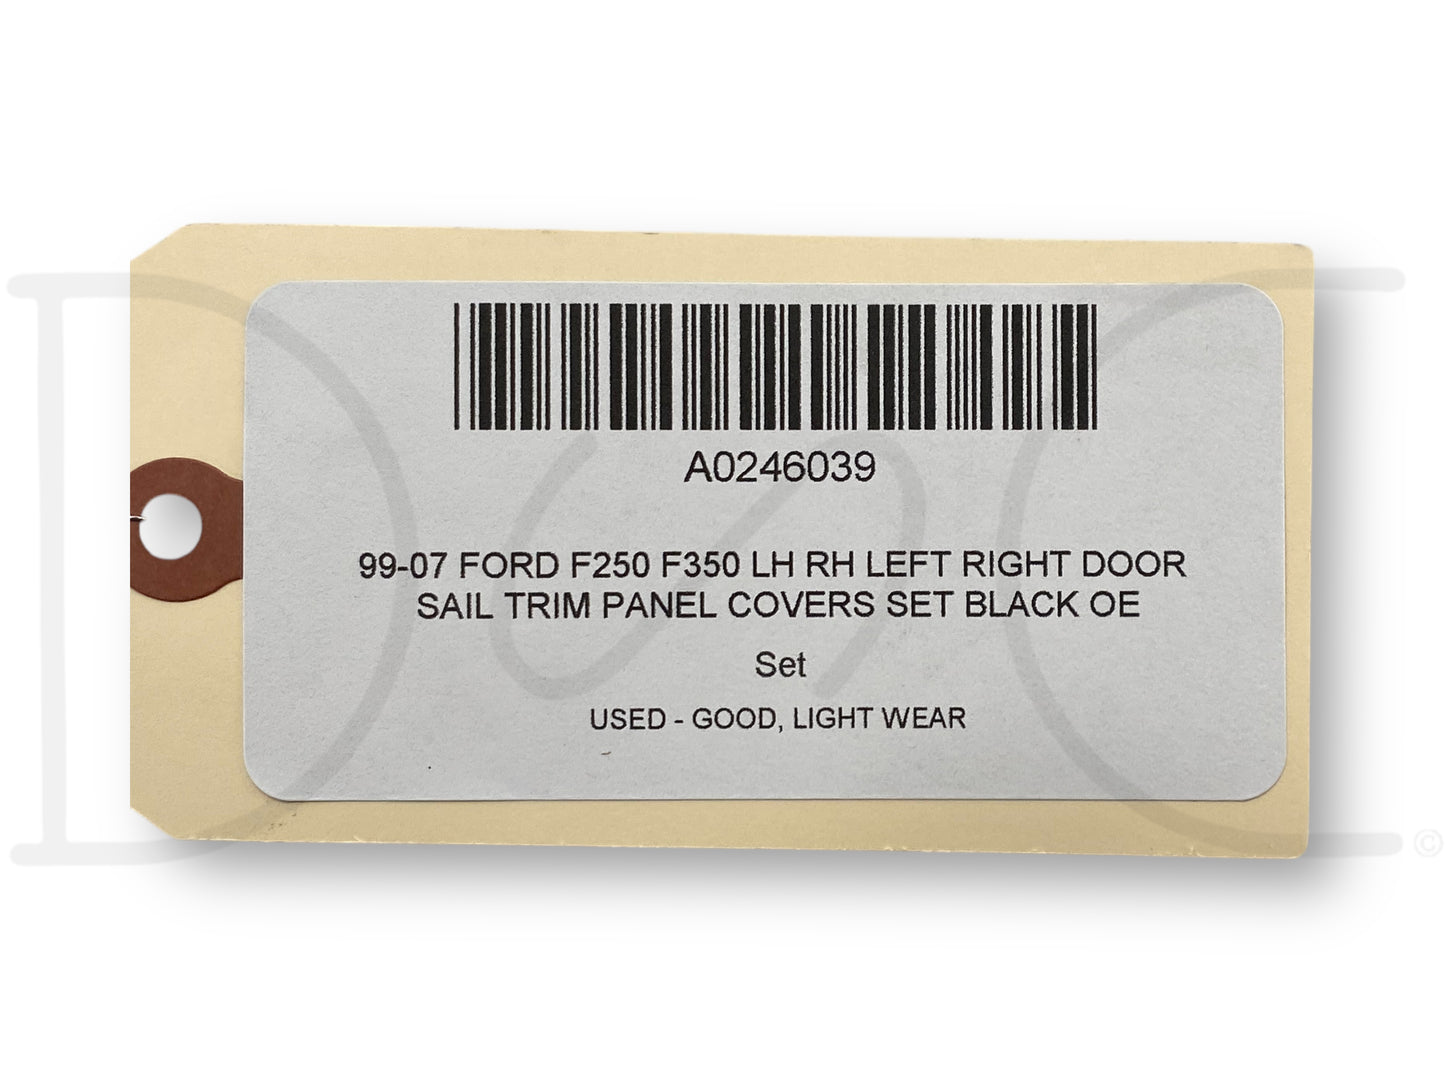 A0246039
99-07 FORD F250 F350 LH RH LEFT RIGHT DOOR
SAIL TRIM PANEL COVERS SET BLACK OE
Set
USED - GOOD, LIGHT WEAR
DSC ©